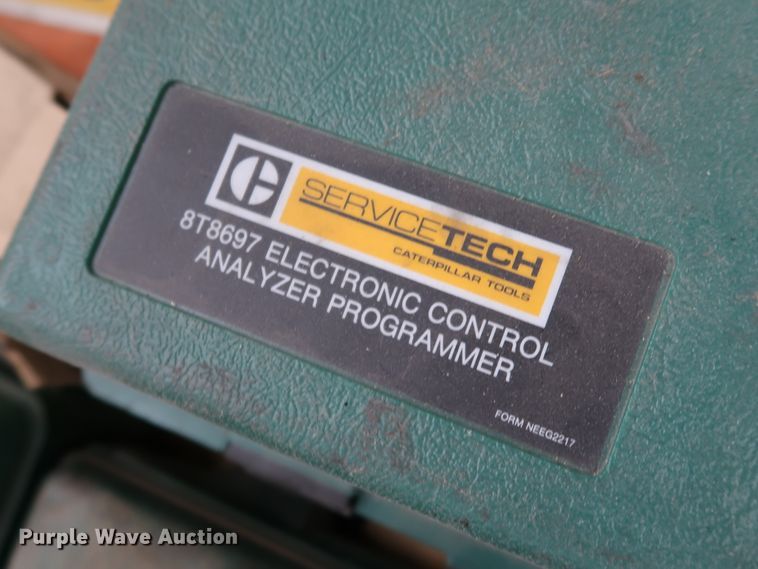 C
SERVICETECH
CATERPILLAR TOOLS
8T8697 ELECTRONIC CONTROL
ANALYZER PROGRAMMER
FORM NEEG2217
Purple Wave Auction®